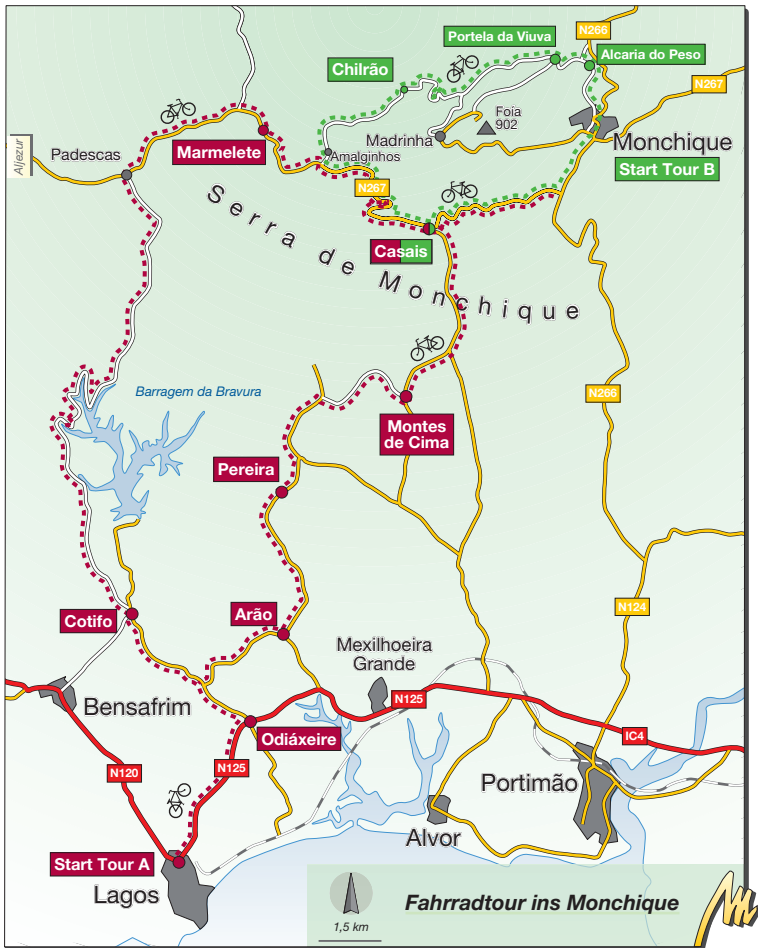 N266
Portela da Viuva
Alcaria do Peso
Chilrão
N267
Foía
902
Madrinha
Monchique
Aljezur
Padescas
Marmelete
Amalginhos
Start Tour B
N267
Serra de Monchique
Casais
Barragem da Bravura
N266
Montes
de Cima
Pereira
N124
Cotifo
Arão
Mexilhoeira
Grande
Bensafrim
N125
Odiáxeire
IC4
N120
N125
Portimão
Alvor
Start Tour A
Lagos
Fahrradtour ins Monchique
1,5 km